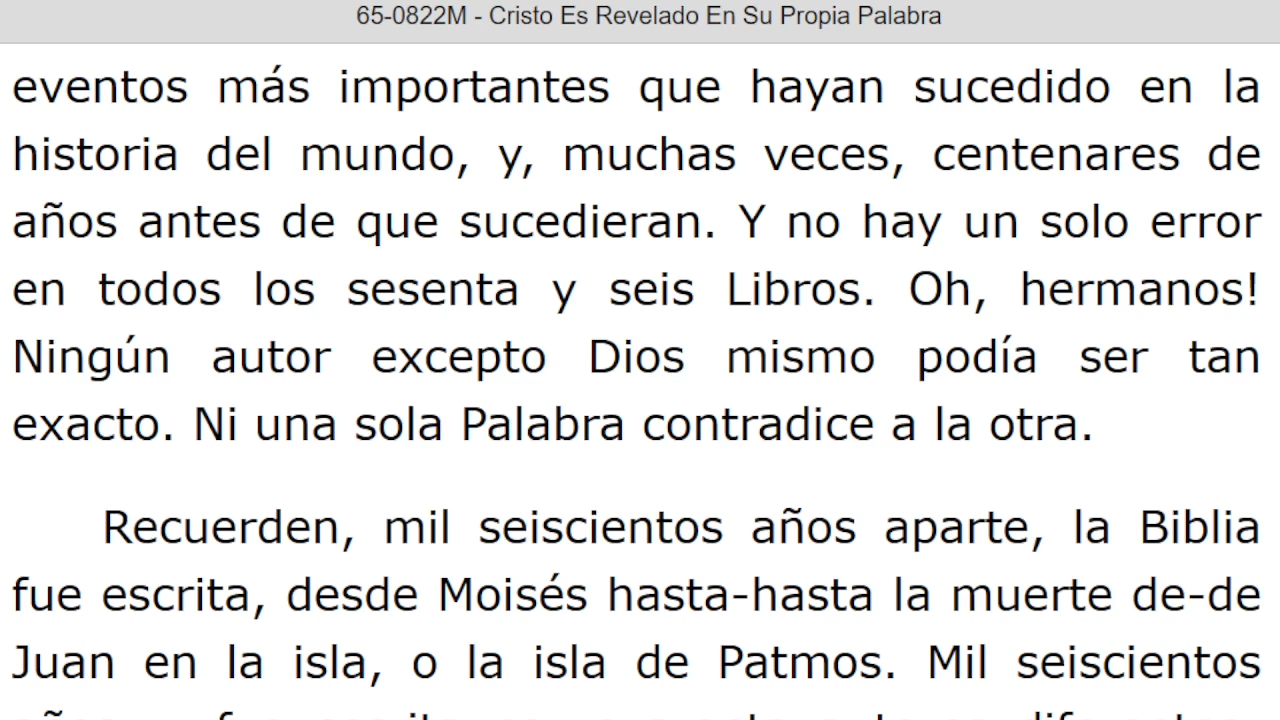 65-0822M - Cristo Es Revelado En Su Propia Palabra
eventos más importantes que hayan sucedido en la
historia del mundo, y, muchas veces, centenares de
años antes de que sucedieran. Y no hay un solo error
en todos los sesenta y seis Libros. Oh, hermanos!
Ningún autor excepto Dios mismo podía ser tan
exacto. Ni una sola Palabra contradice a la otra.
Recuerden, mil seiscientos años aparte, la Biblia
fue escrita, desde Moisés hasta-hasta la muerte de-de
Juan en la isla, o la isla de Patmos. Mil seiscientos